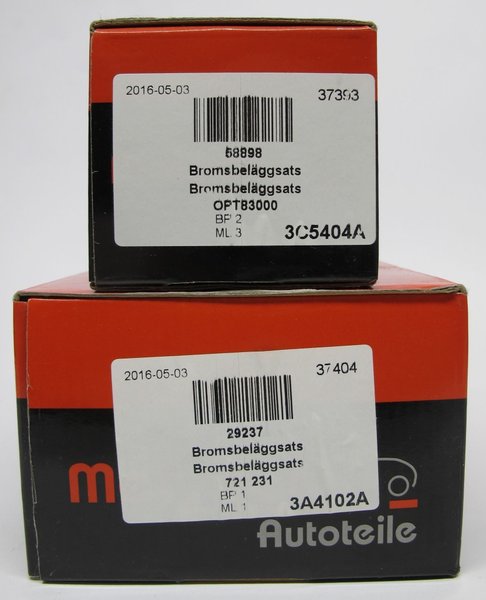 2016-05-03 37393
58898
Bromsbeläggsats
Bromsbeläggsats
OPT83000
BP 2
ML 3 3C5404A
2016-05-03 37404
29237
Bromsbeläggsats
Bromsbeläggsats
721 231
BP 1
ML 1 3A4102A
Autoteile